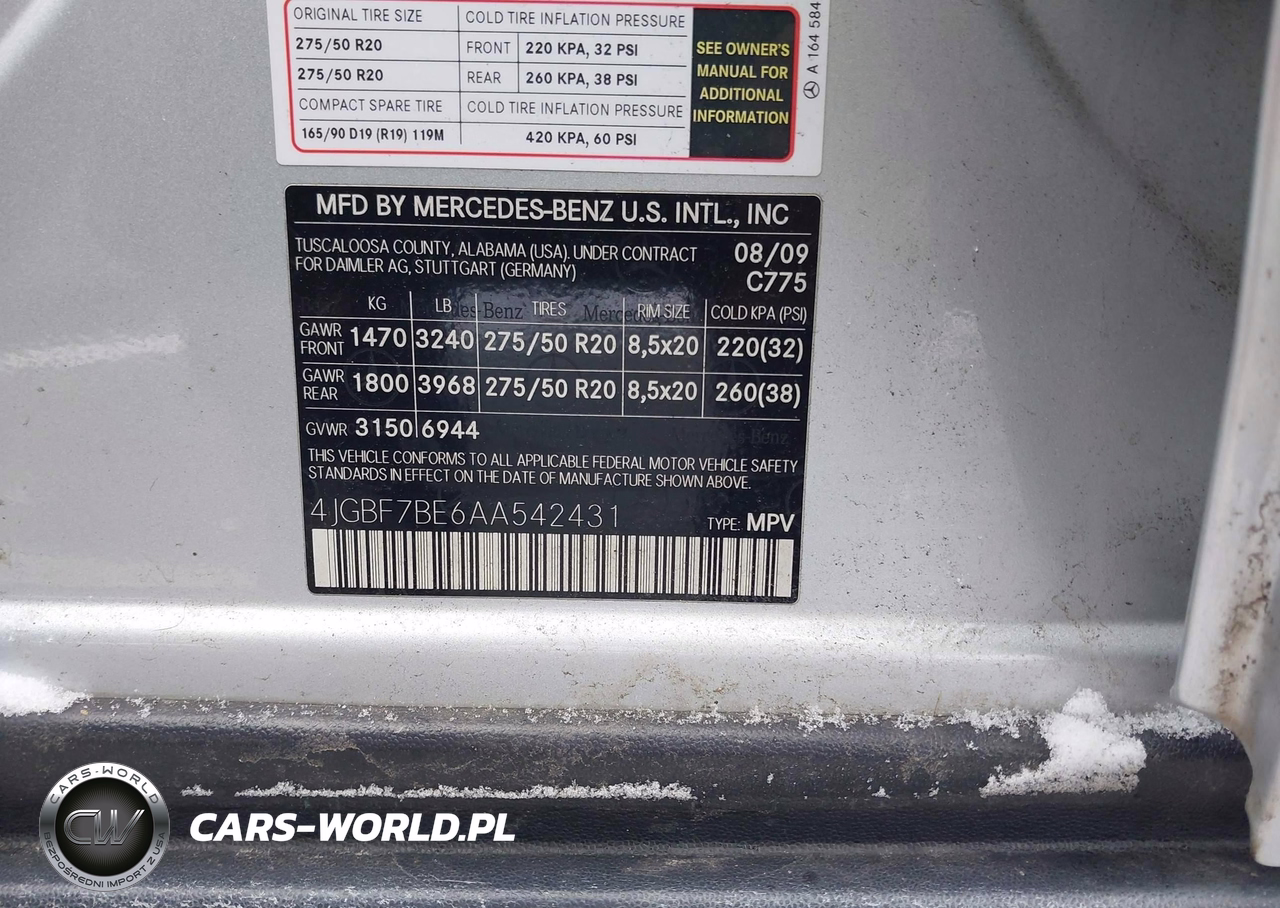 ORIGINAL TIRE SIZE COLD TIRE INFLATION PRESSURE
275/50 R20 FRONT 220 KPA, 32 PSI
275/50 R20 REAR 260 KPA, 38 PSI
COMPACT SPARE TIRE COLD TIRE INFLATION PRESSURE
165/90 D19 (R19) 119M 420 KPA, 60 PSI
SEE OWNER'S
MANUAL FOR
ADDITIONAL
INFORMATION
A 164 584
MFD BY MERCEDES-BENZ U.S. INTL., INC
TUSCALOOSA COUNTY, ALABAMA (USA). UNDER CONTRACT
FOR DAIMLER AG, STUTTGART (GERMANY)
08/09
C775
KG LB TIRES RIM SIZE COLD KPA (PSI)
GAWR
FRONT 1470 3240 275/50 R20 8,5x20 220(32)
GAWR
REAR 1800 3968 275/50 R20 8,5x20 260(38)
GVWR 3150 6944
THIS VEHICLE CONFORMS TO ALL APPLICABLE FEDERAL MOTOR VEHICLE SAFETY
STANDARDS IN EFFECT ON THE DATE OF MANUFACTURE SHOWN ABOVE.
4JGBF7BE6AA542431 TYPE: MPV
CARS-WORLD
CW
BEZPOŚREDNI IMPORT Z USA
CARS-WORLD.PL